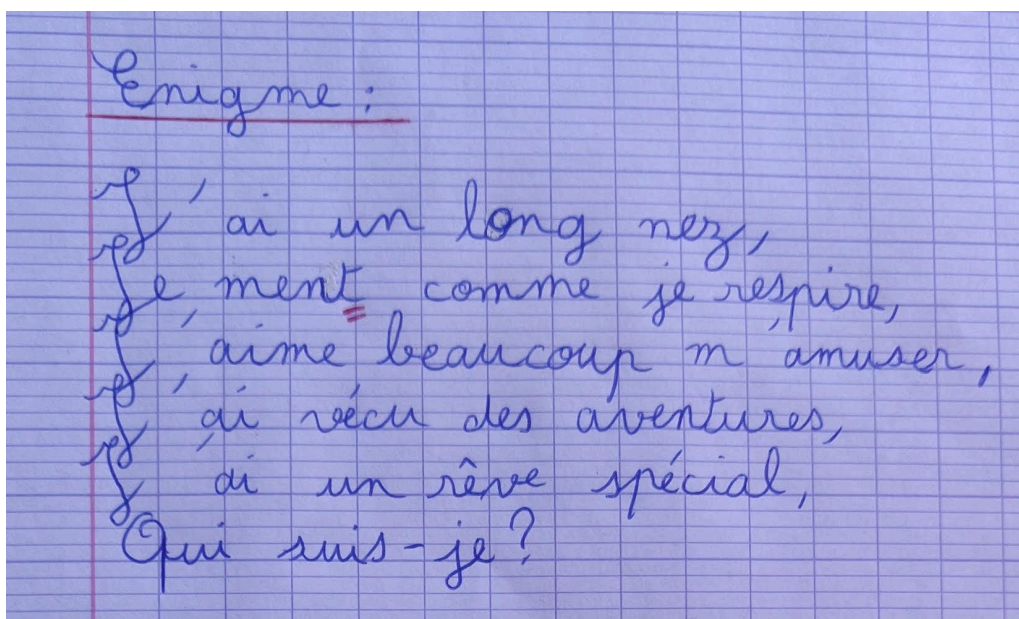 Enigme :
J'ai un long nez,
Je ment comme je respire,
J'aime beaucoup m'amuser,
J'ai vécu des aventures,
J'ai un rêve spécial,
Qui suis-je ?